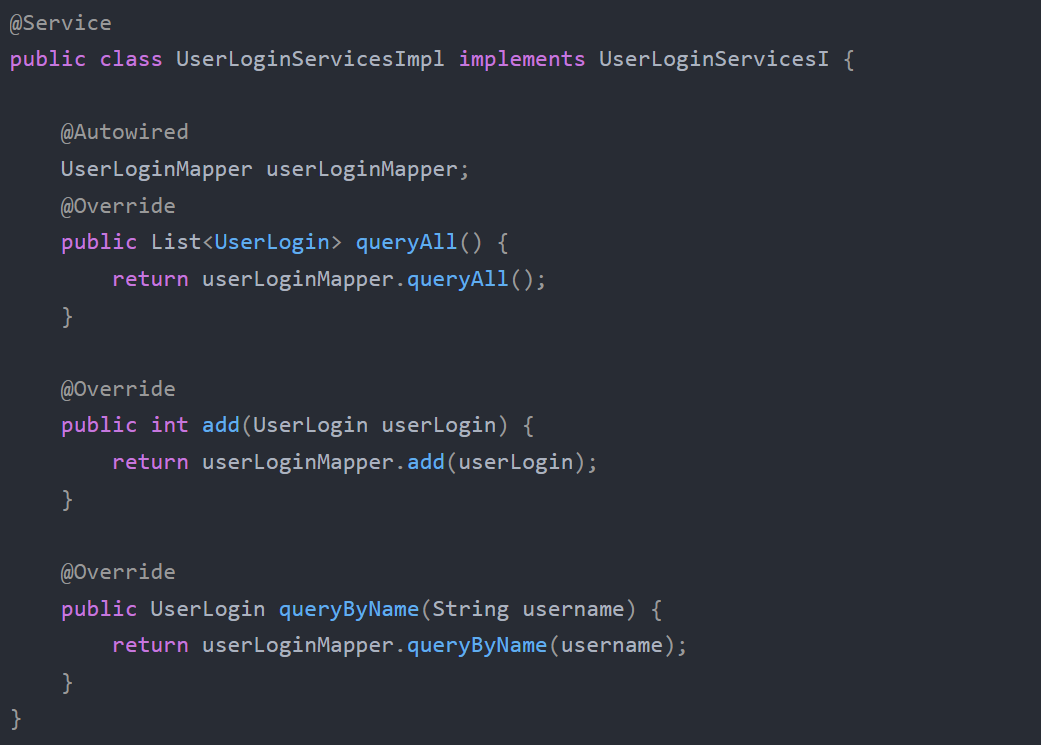 @Service
public class UserLoginServicesImpl implements UserLoginServicesI {
@Autowired
UserLoginMapper userLoginMapper;
@Override
public List<UserLogin> queryAll() {
return userLoginMapper.queryAll();
}
@Override
public int add(UserLogin userLogin) {
return userLoginMapper.add(userLogin);
}
@Override
public UserLogin queryByName(String username) {
return userLoginMapper.queryByName(username);
}
}